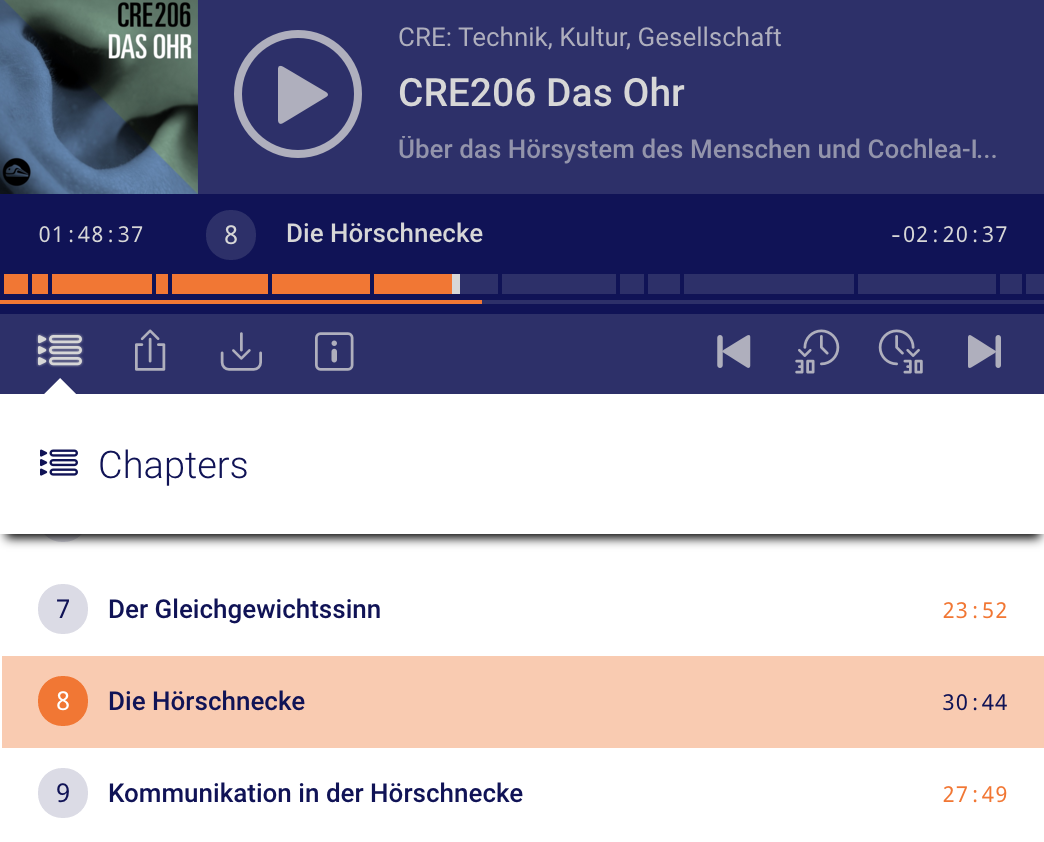 CRE206
DAS OHR
CRE: Technik, Kultur, Gesellschaft
CRE206 Das Ohr
Über das Hörsystem des Menschen und Cochlea-I...
01:48:37
8
Die Hörschnecke
-02:20:37
30
30
Chapters
7
Der Gleichgewichtssinn
23:52
8
Die Hörschnecke
30:44
9
Kommunikation in der Hörschnecke
27:49